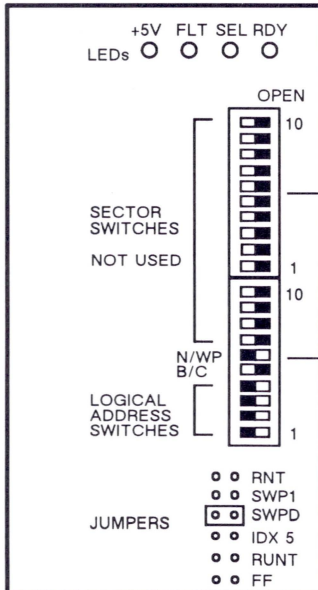 +5V FLT SEL RDY
LEDs
OPEN
10
SECTOR
SWITCHES
NOT USED
1
10
N/WP
B/C
LOGICAL
ADDRESS
SWITCHES
1
RNT
SWP1
JUMPERS
SWPD
IDX 5
RUNT
FF